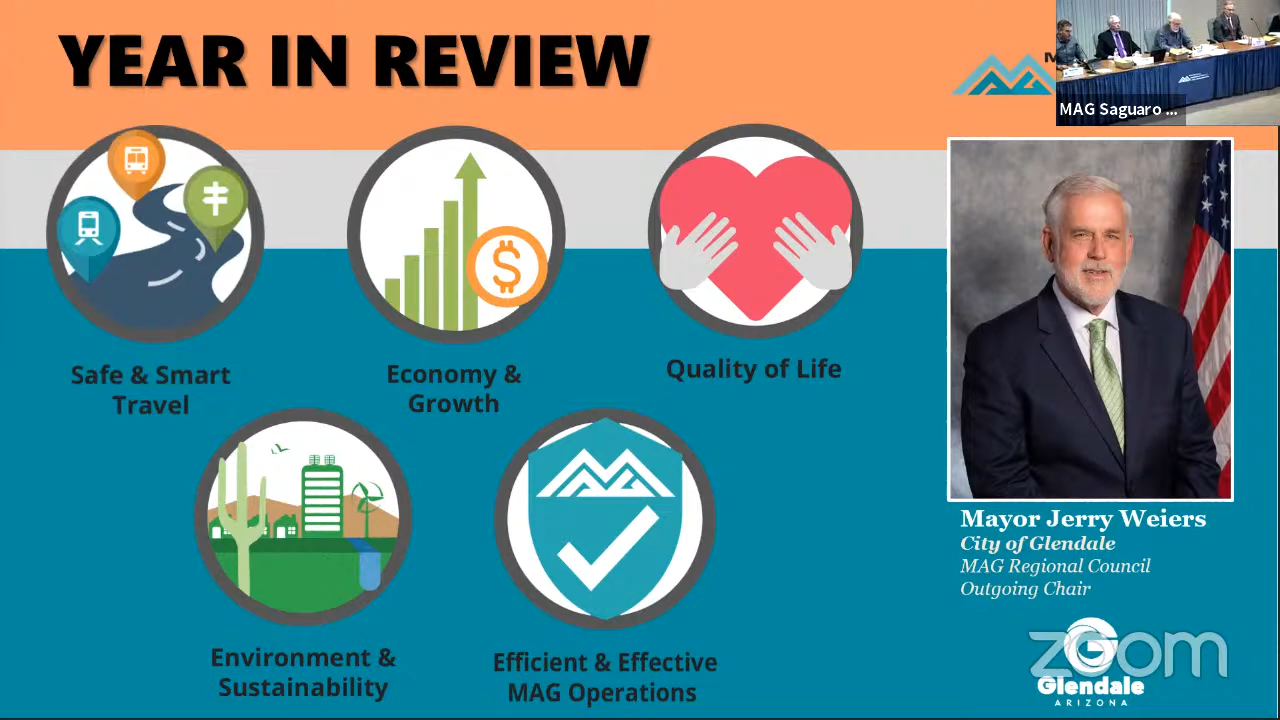 YEAR IN REVIEW
MAG Saguaro ...
Safe & Smart
Travel
Economy &
Growth
Quality of Life
Environment &
Sustainability
Efficient & Effective
MAG Operations
Mayor Jerry Weiers
City of Glendale
MAG Regional Council
Outgoing Chair
zoom
Glendale
ARIZONA